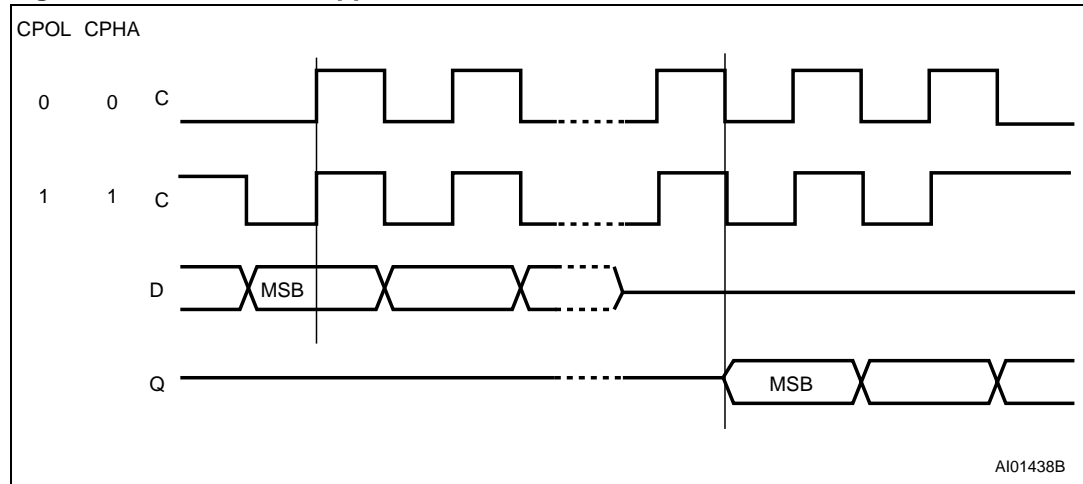 CPOL CPHA
0 0 C
1 1 C
D MSB
Q MSB
AI01438B